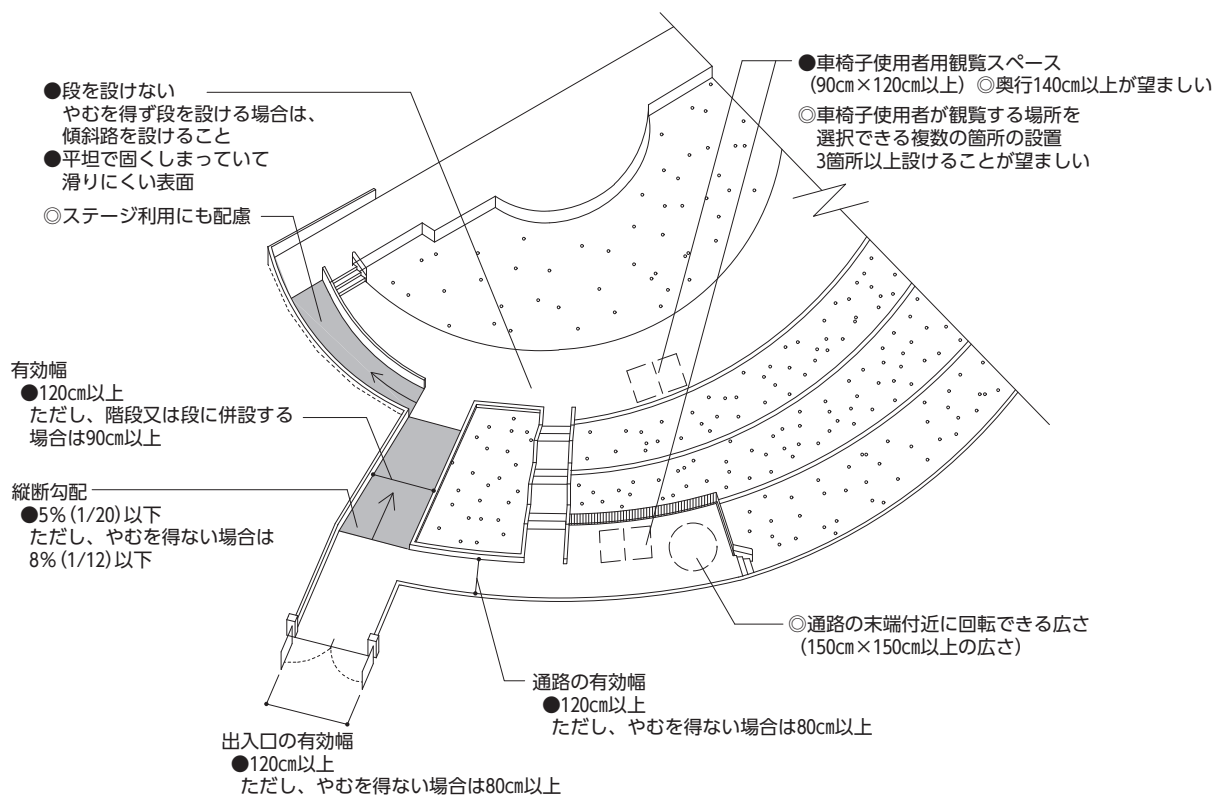 ●段を設けない
やむを得ず段を設ける場合は、
傾斜路を設けること
●平坦で固くしまっていて
滑りにくい表面
◎ステージ利用にも配慮
有効幅
●120㎝以上
ただし、階段又は段に併設する
場合は90㎝以上
縦断勾配
●5%(1/20)以下
ただし、やむを得ない場合は
8%(1/12)以下
●車椅子使用者用観覧スペース
(90㎝×120㎝以上) ◎奥行140㎝以上が望ましい
◎車椅子使用者が観覧する場所を
選択できる複数の箇所の設置
3箇所以上設けることが望ましい
◎通路の末端付近に回転できる広さ
(150㎝×150㎝以上の広さ)
通路の有効幅
●120㎝以上
ただし、やむを得ない場合は80㎝以上
出入口の有効幅
●120㎝以上
ただし、やむを得ない場合は80㎝以上